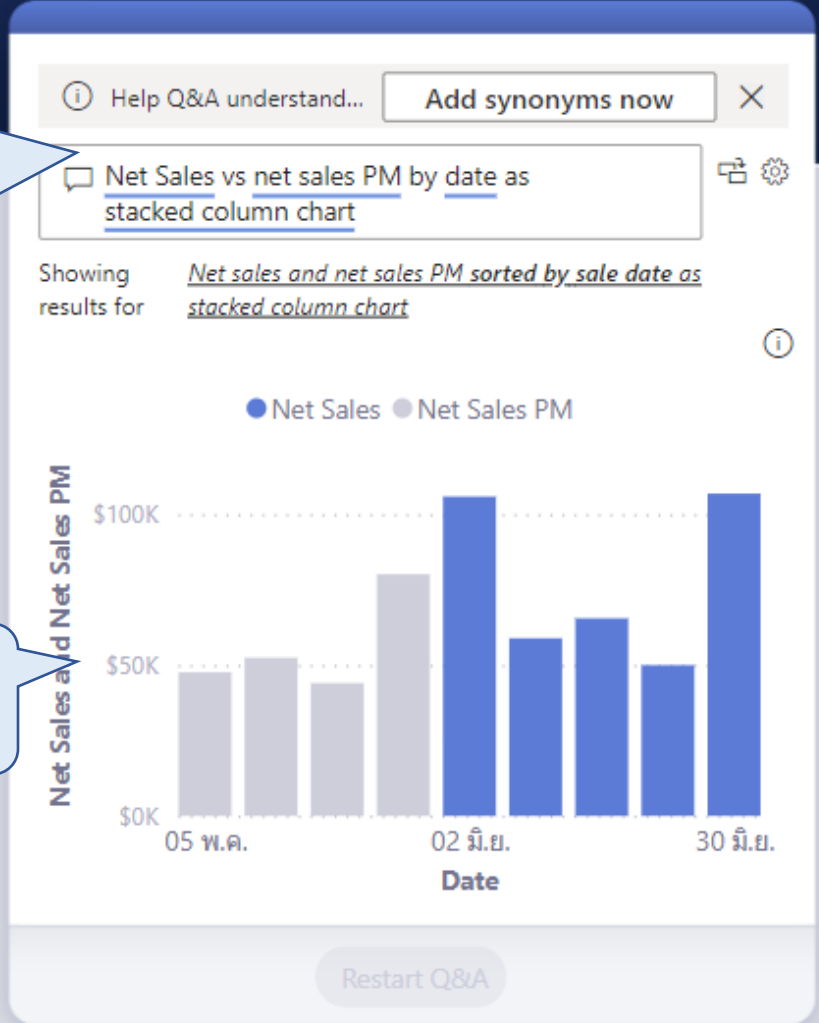 Help Q&A understand... Add synonyms now
Net Sales vs net sales PM by date as
stacked column chart
Showing results for
Net sales and net sales PM sorted by sale date as
stacked column chart
Net Sales Net Sales PM
Net Sales and Net Sales PM
$100K
$50K
$0K
05 พ.ค. 02 มิ.ย. 30 มิ.ย.
Date
Restart Q&A